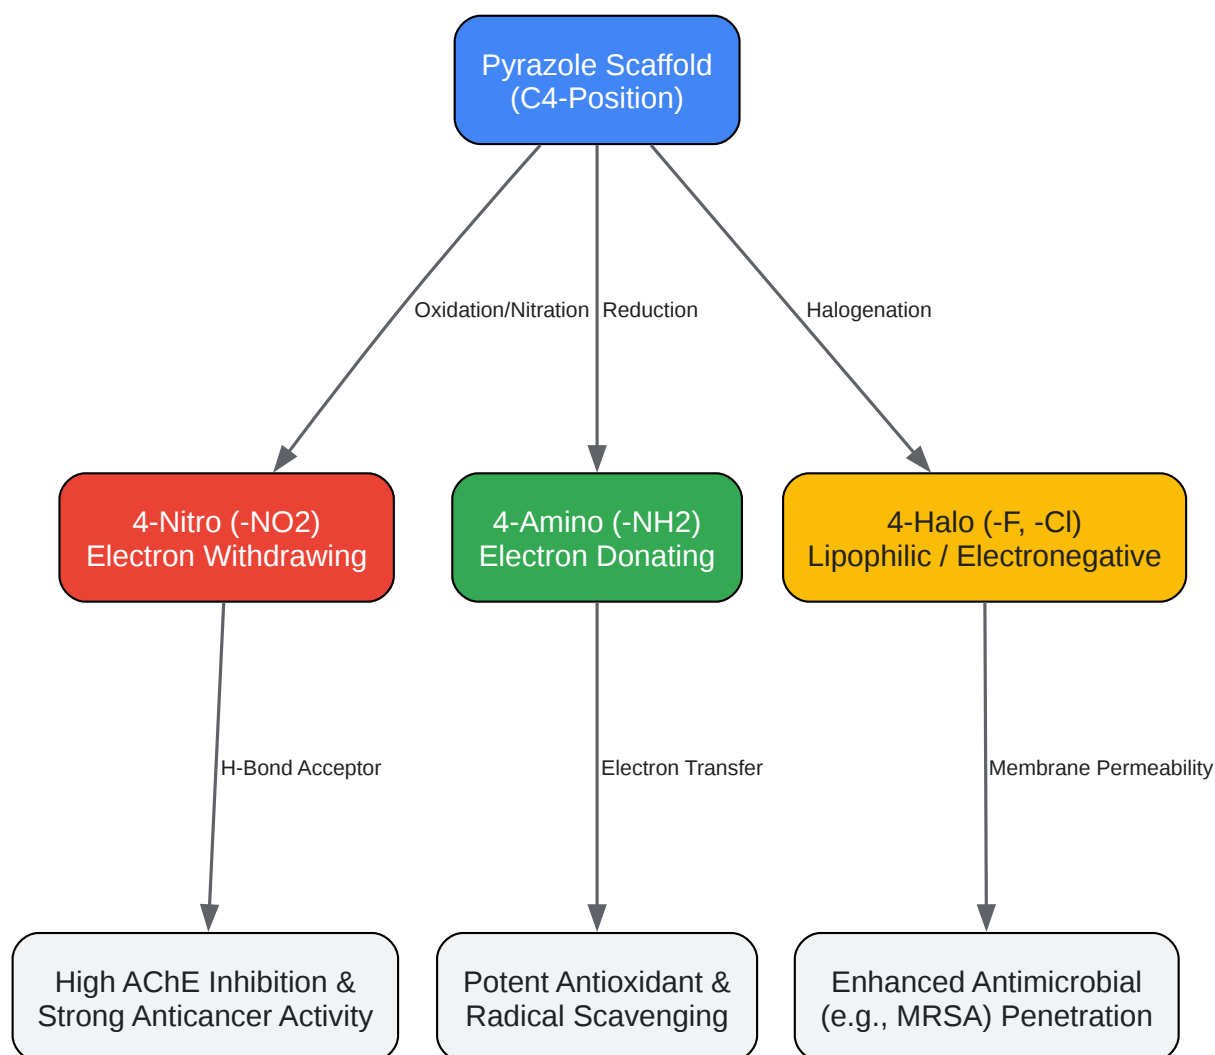 Pyrazole Scaffold
(C4-Position)
Oxidation/Nitration
Reduction
Halogenation
4-Nitro (-NO2)
Electron Withdrawing
4-Amino (-NH2)
Electron Donating
4-Halo (-F, -Cl)
Lipophilic / Electronegative
H-Bond Acceptor
Electron Transfer
Membrane Permeability
High AChE Inhibition &
Strong Anticancer Activity
Potent Antioxidant &
Radical Scavenging
Enhanced Antimicrobial
(e.g., MRSA) Penetration